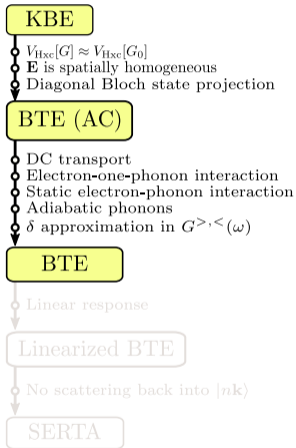 KBE
V_Hxc[G] ≈ V_Hxc[G_0]
E is spatially homogeneous
Diagonal Bloch state projection
BTE (AC)
DC transport
Electron-one-phonon interaction
Static electron-phonon interaction
Adiabatic phonons
δ approximation in G^{>,<}(ω)
BTE
Linear response
Linearized BTE
No scattering back into |nk⟩
SERTA